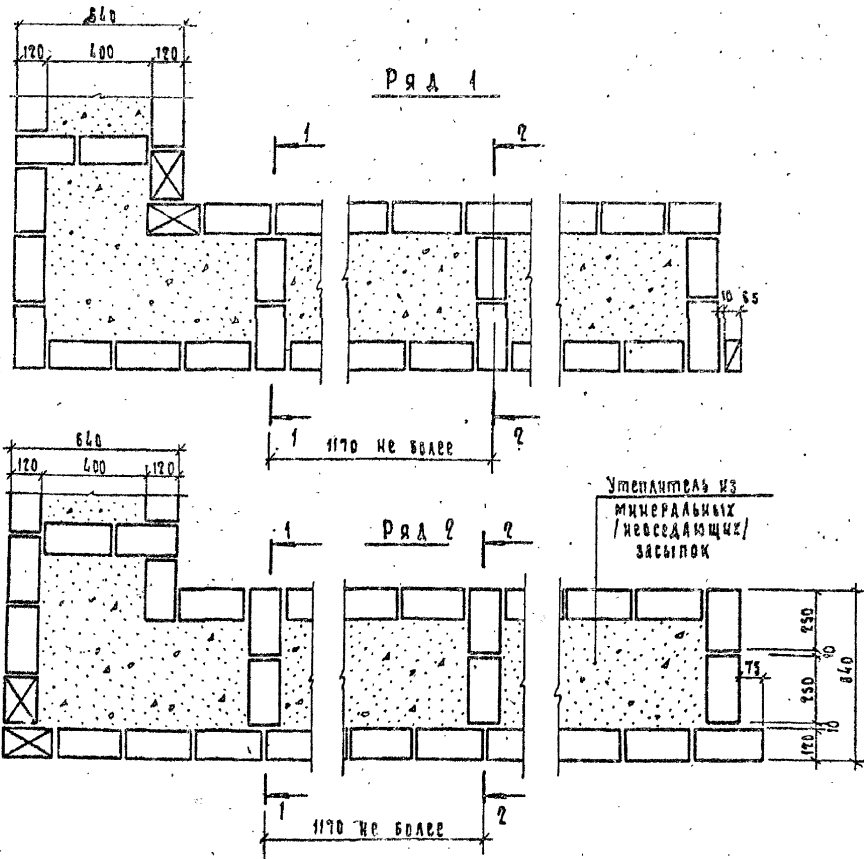 640
120 400 120
Ряд 1
1 2
10 65
1 2
1170 не более
640
120 400 120
Утеплитель из
минеральных
/невседающих/
засыпок
1 Ряд 2 2
250
10
640
75
250
10
120
1 2
1170 не более